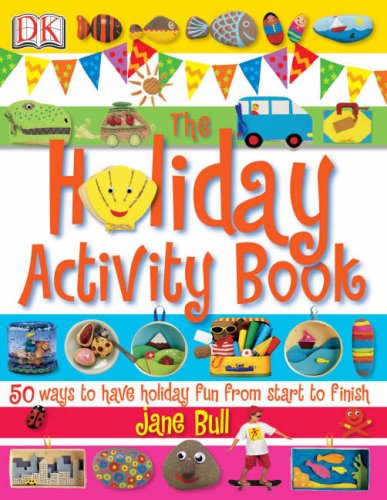 DK
The
Holiday
Activity Book
50 ways to have holiday fun from start to finish
Jane Bull